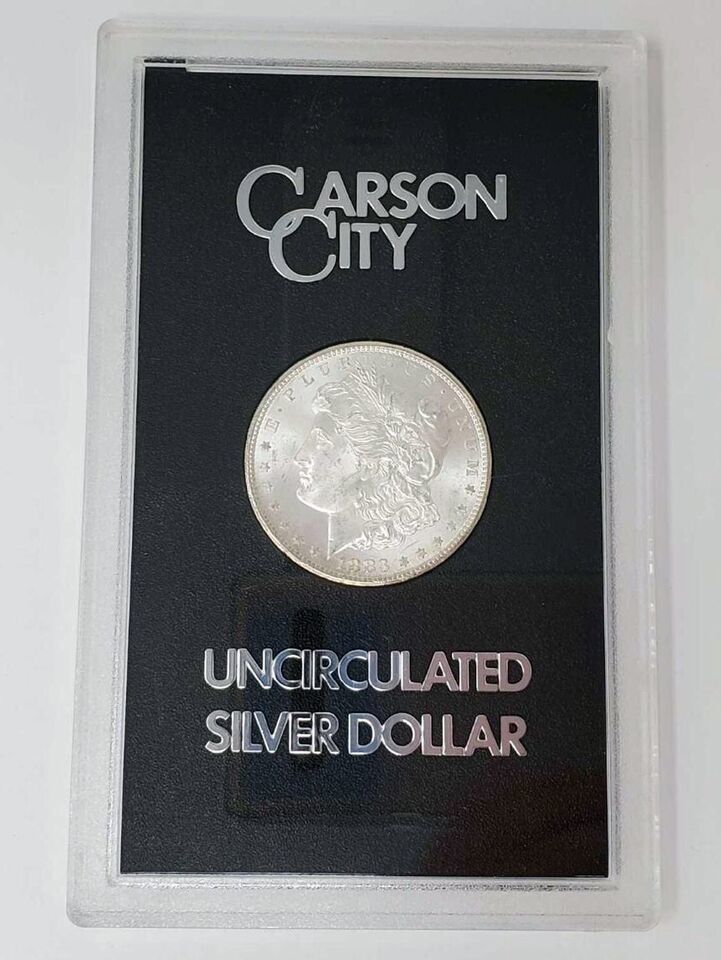 CARSON
CITY
E·PLURIBUS·UNUM
1883
UNCIRCULATED
SILVER DOLLAR